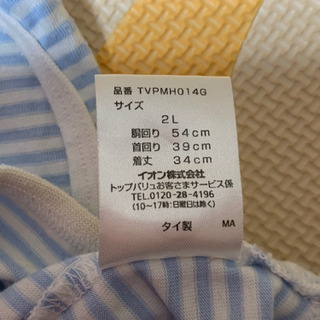 品番 TVPMH014G
サイズ
2L
胴回り 54cm
首回り 39cm
着丈 34cm
イオン株式会社
トップバリュお客さまサービス係
TEL.0120-28-4196
(10~17時:日曜日は除く)
タイ製 MA